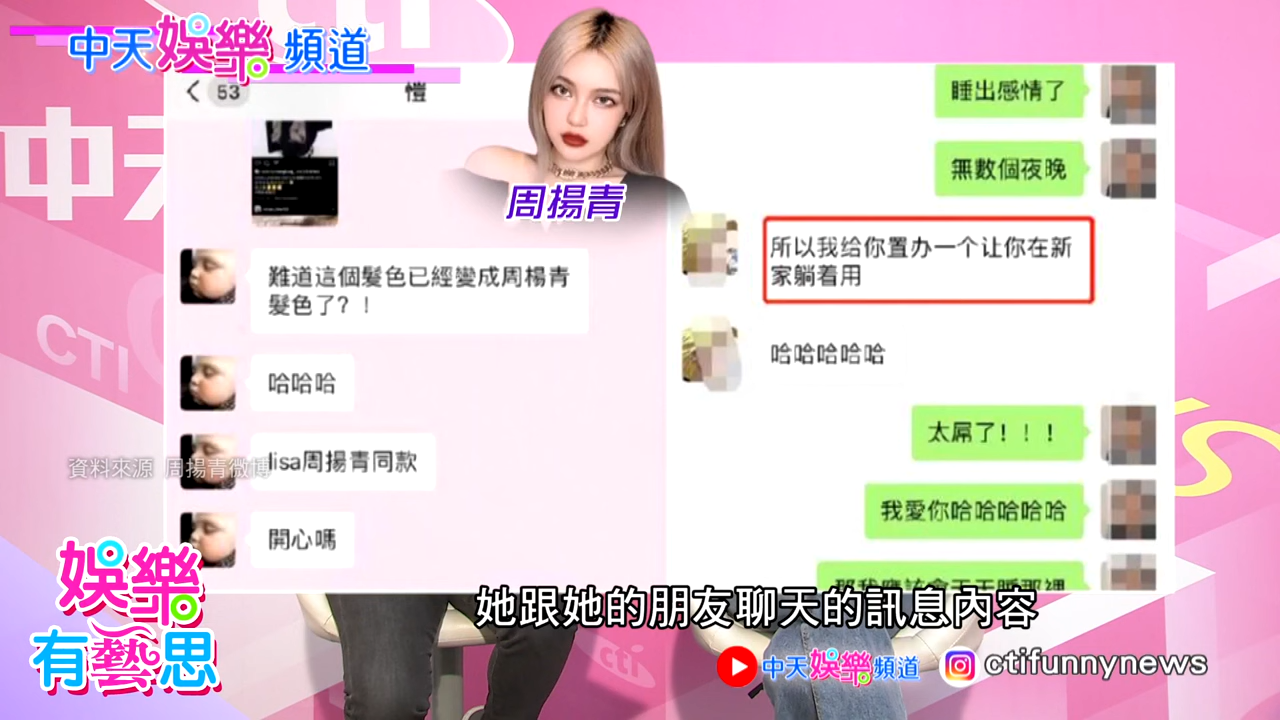 中天娛樂頻道
中天
CTI
cti
53
愷
周揚青
難道這個髮色已經變成周楊青
髮色了？！
哈哈哈
lisa周揚青同款
開心嗎
睡出感情了
無數個夜晚
所以我给你置办一个让你在新
家躺着用
哈哈哈哈哈
太屌了！！！
我愛你哈哈哈哈哈
資料來源 周揚青微博
娛樂
有藝思
她跟她的朋友聊天的訊息內容
cti
中天娛樂頻道
ctifunnynews